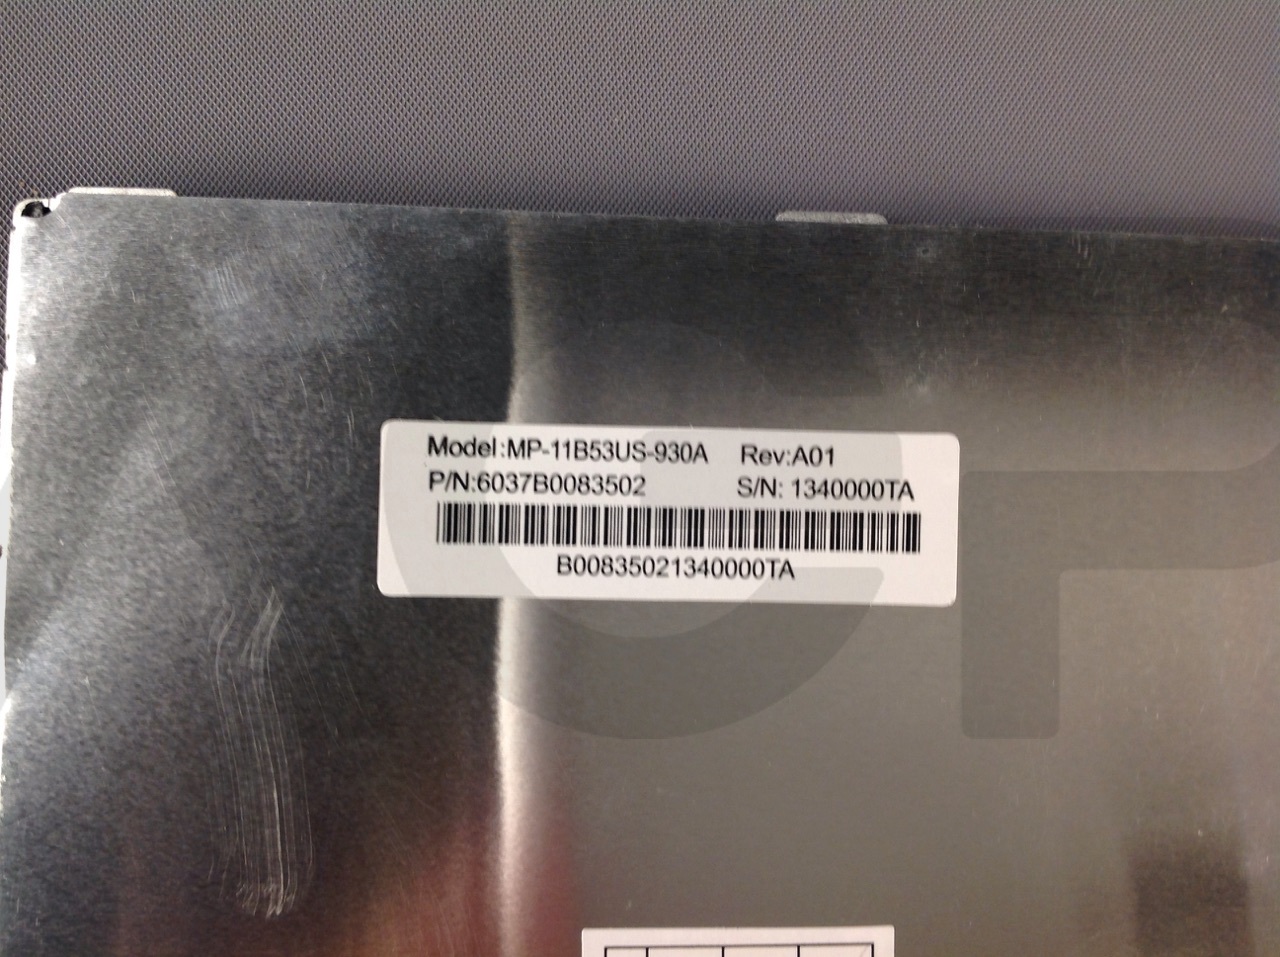 Model:MP-11B53US-930A Rev:A01
P/N:6037B0083502 S/N: 1340000TA
B00835021340000TA